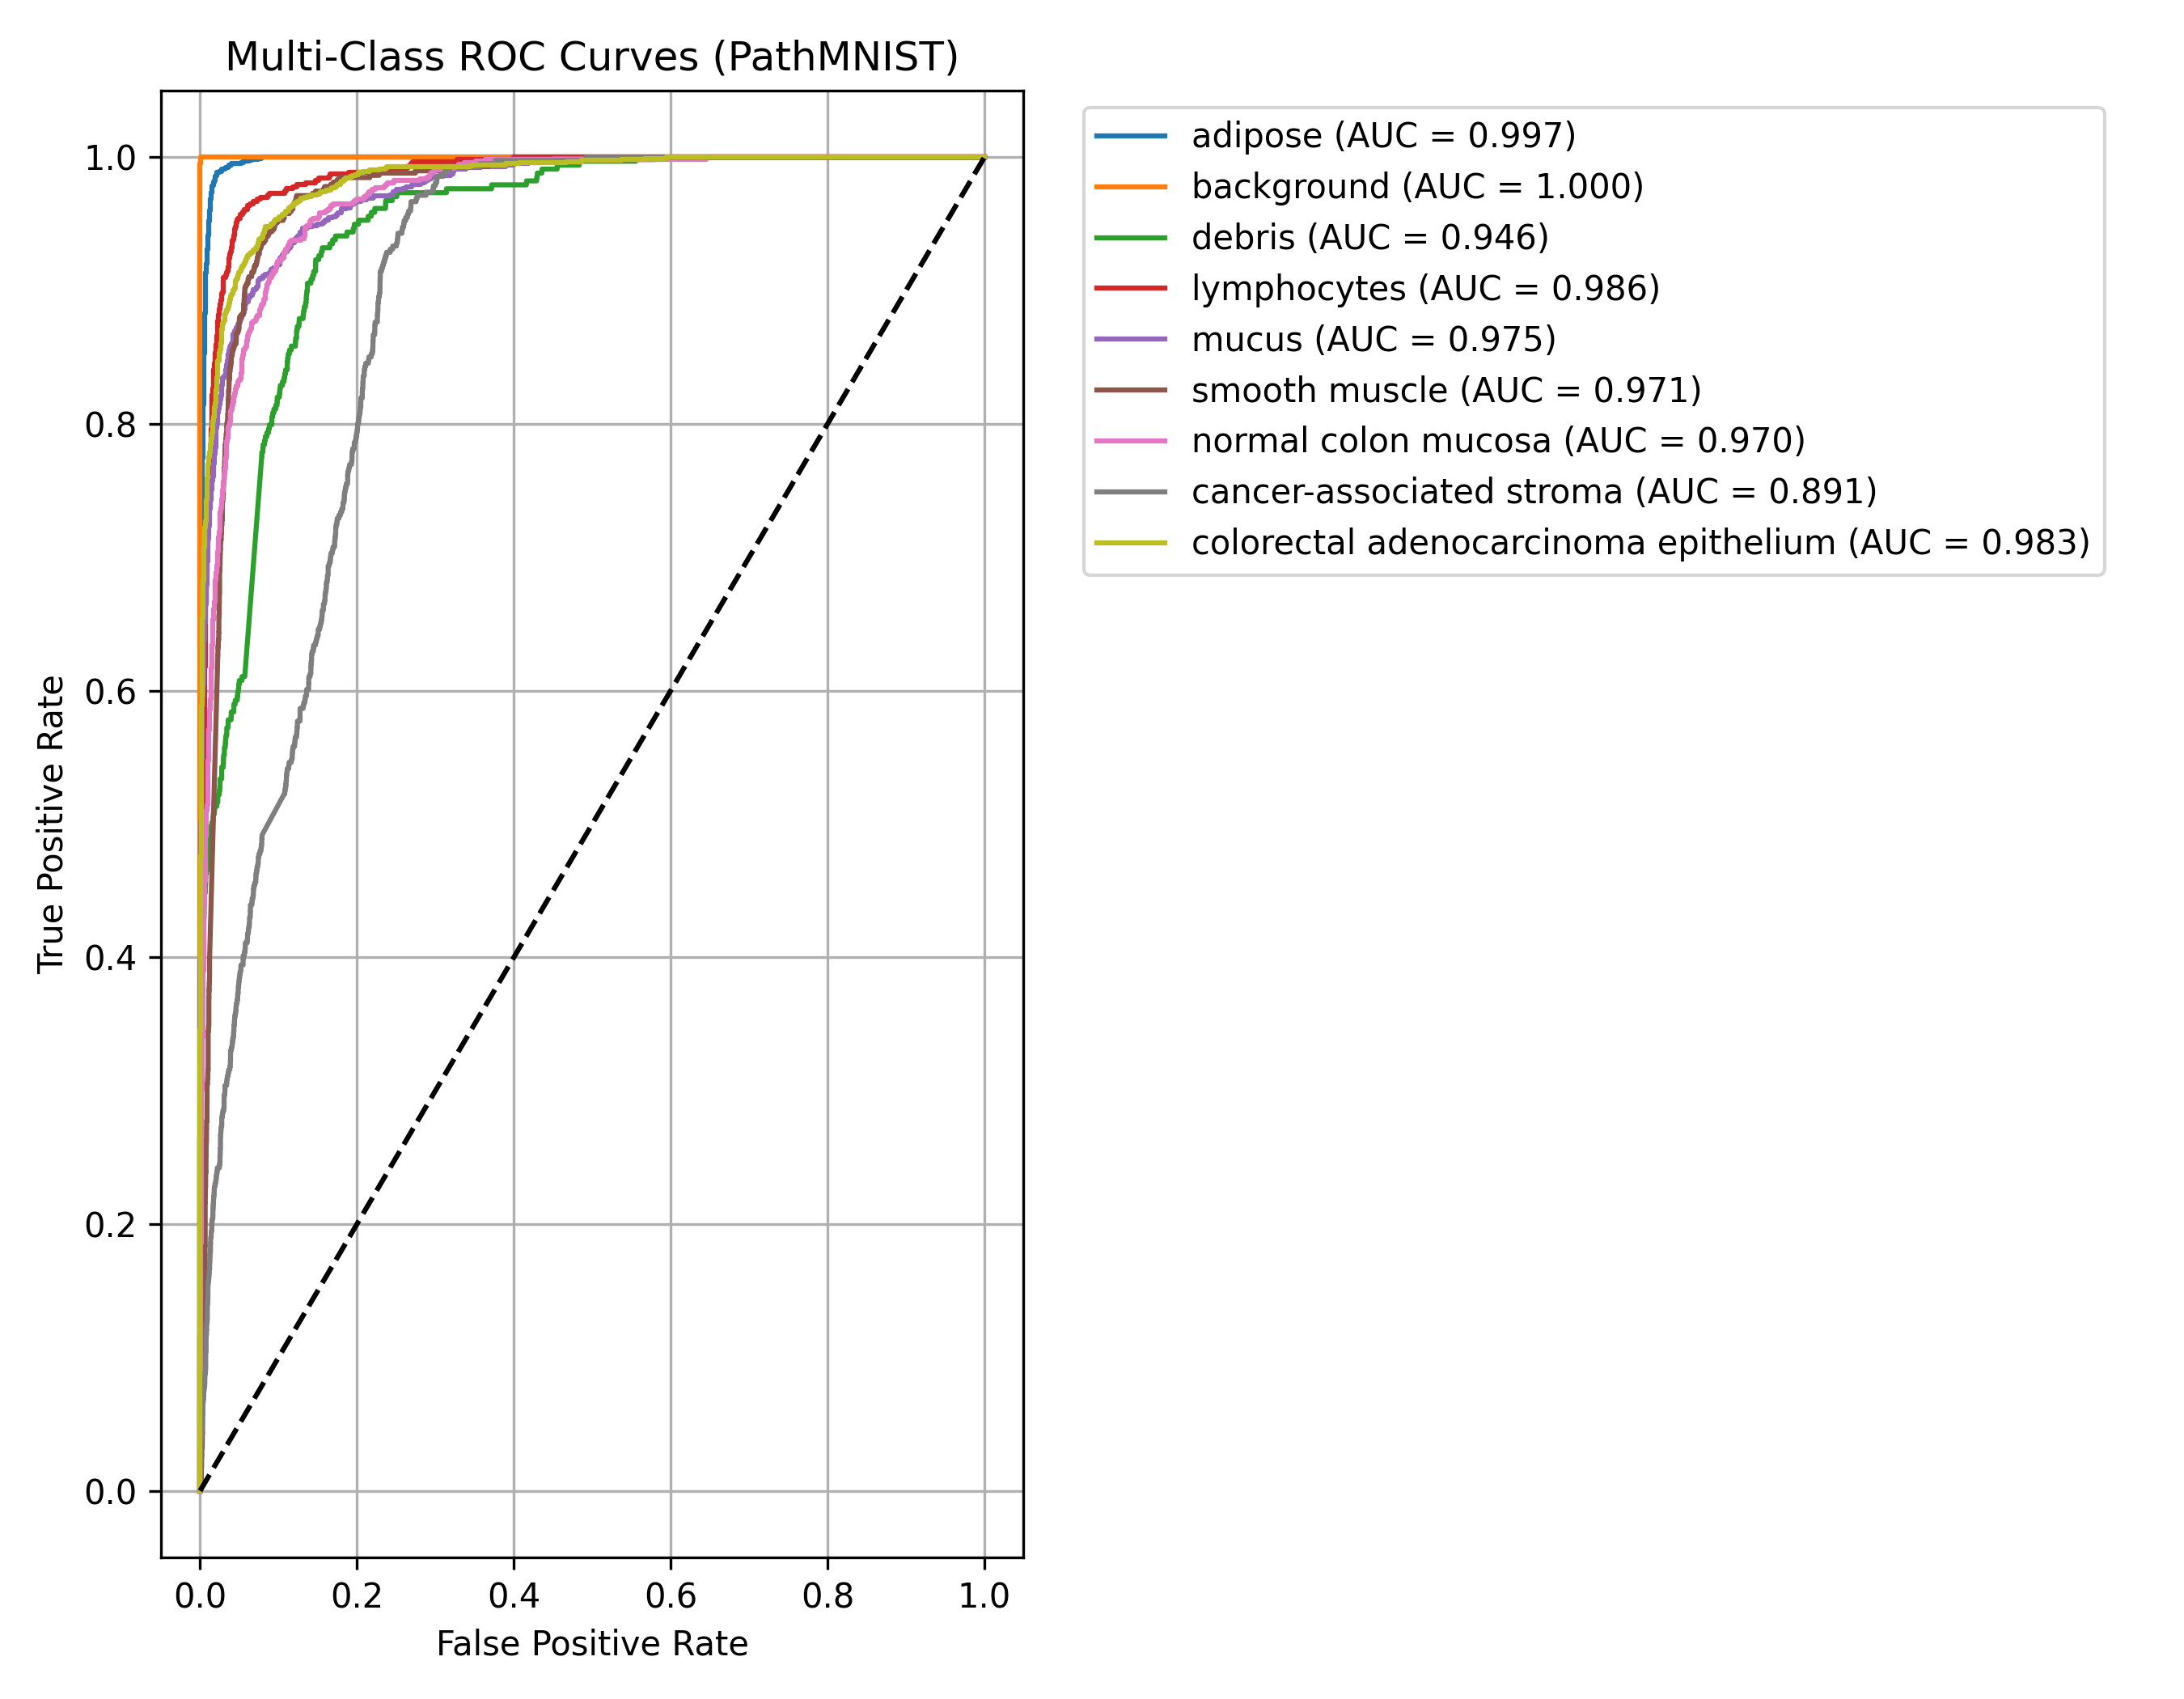 Multi-Class ROC Curves (PathMNIST)
True Positive Rate
1.0
0.8
0.6
0.4
0.2
0.0
0.0 0.2 0.4 0.6 0.8 1.0
False Positive Rate
adipose (AUC = 0.997)
background (AUC = 1.000)
debris (AUC = 0.946)
lymphocytes (AUC = 0.986)
mucus (AUC = 0.975)
smooth muscle (AUC = 0.971)
normal colon mucosa (AUC = 0.970)
cancer-associated stroma (AUC = 0.891)
colorectal adenocarcinoma epithelium (AUC = 0.983)